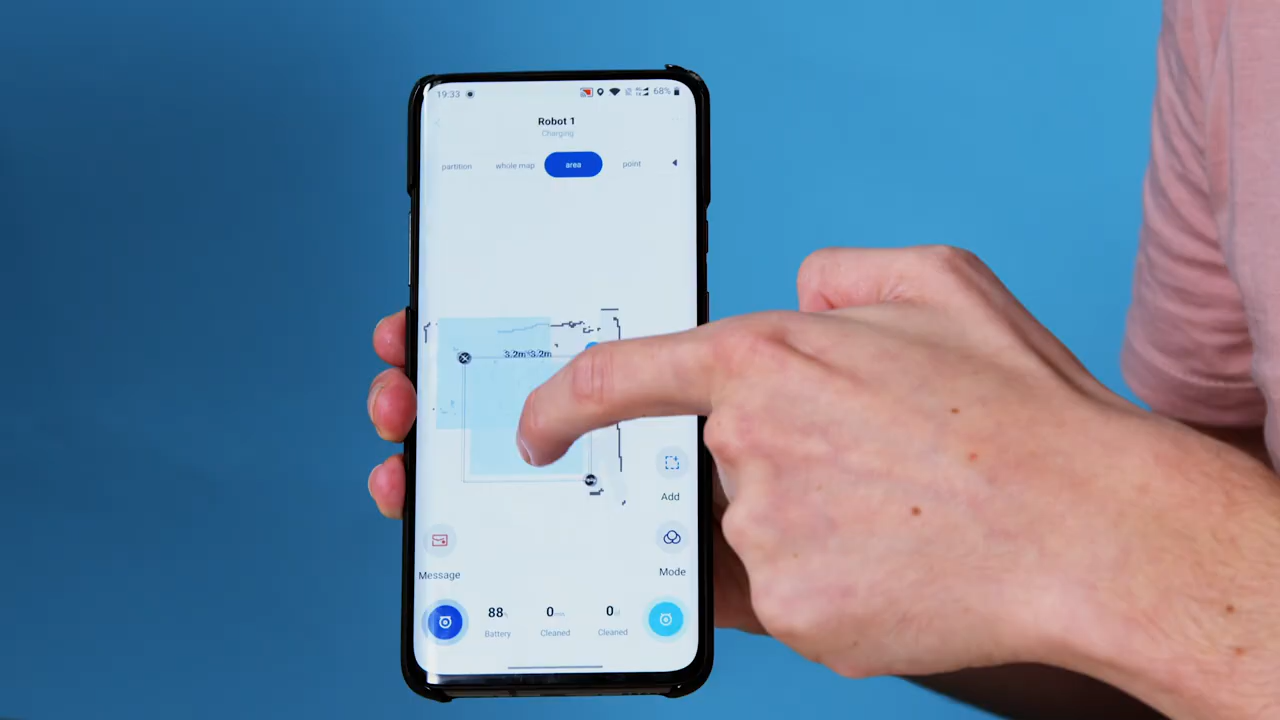 19:33 68%
Robot 1
Charging
partition whole map area point
3.2m*3.2m
Add
Message Mode
88 0 0
Battery Cleaned Cleaned